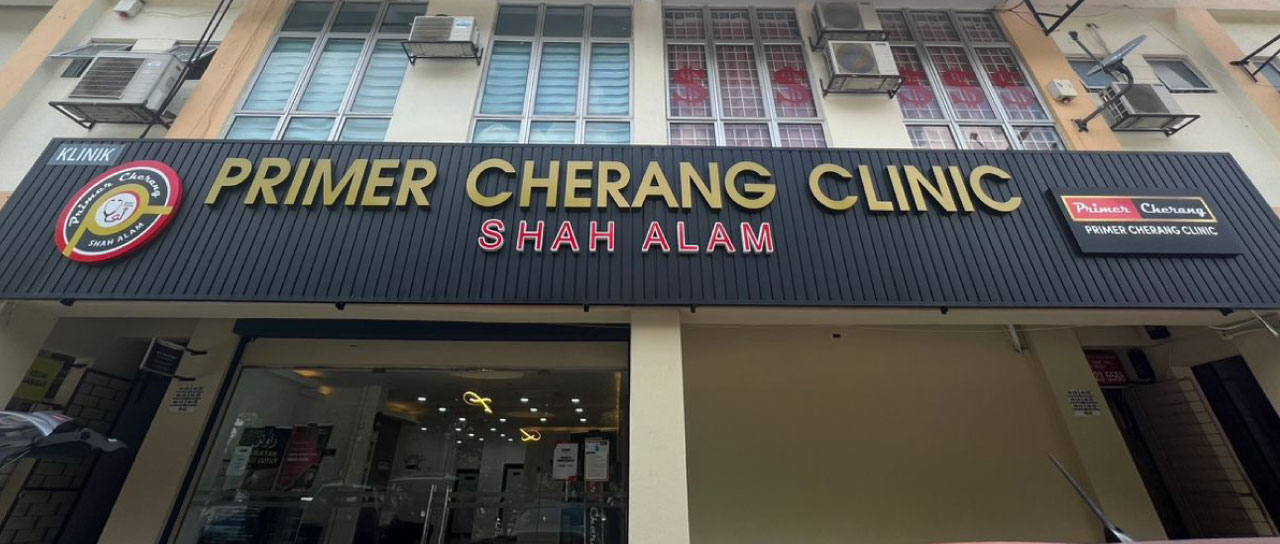 KLINIK
PRIMER CHERANG CLINIC
SHAH ALAM
Primer Cherang
SHAH ALAM
Primer Cherang
PRIMER CHERANG CLINIC
$ $
$ $ $